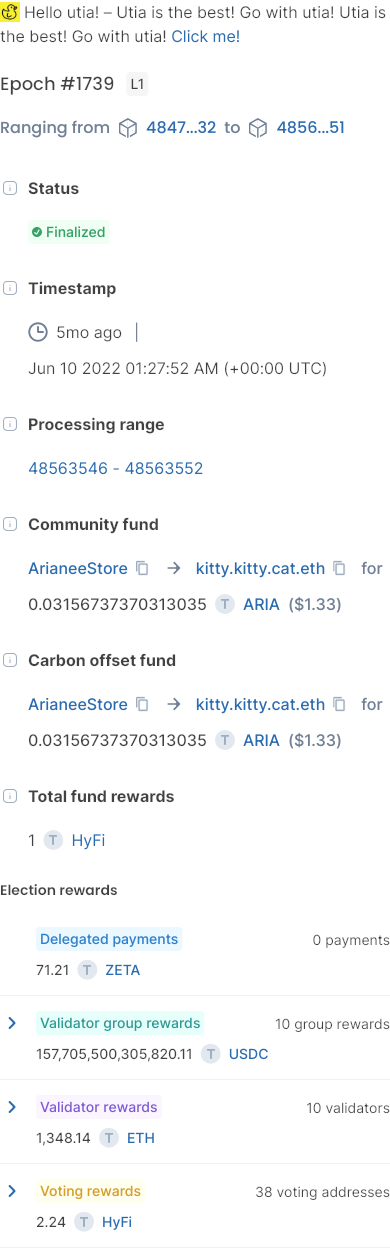 Hello utia! – Utia is the best! Go with utia! Utia is
the best! Go with utia! Click me!
Epoch #1739 L1
Ranging from 4847...32 to 4856...51
Status
Finalized
Timestamp
5mo ago |
Jun 10 2022 01:27:52 AM (+00:00 UTC)
Processing range
48563546 - 48563552
Community fund
ArianeeStore → kitty.kitty.cat.eth for
0.03156737370313035 T ARIA ($1.33)
Carbon offset fund
ArianeeStore → kitty.kitty.cat.eth for
0.03156737370313035 T ARIA ($1.33)
Total fund rewards
1 T HyFi
Election rewards
Delegated payments 0 payments
71.21 T ZETA
Validator group rewards 10 group rewards
157,705,500,305,820.11 T USDC
Validator rewards 10 validators
1,348.14 T ETH
Voting rewards 38 voting addresses
2.24 T HyFi